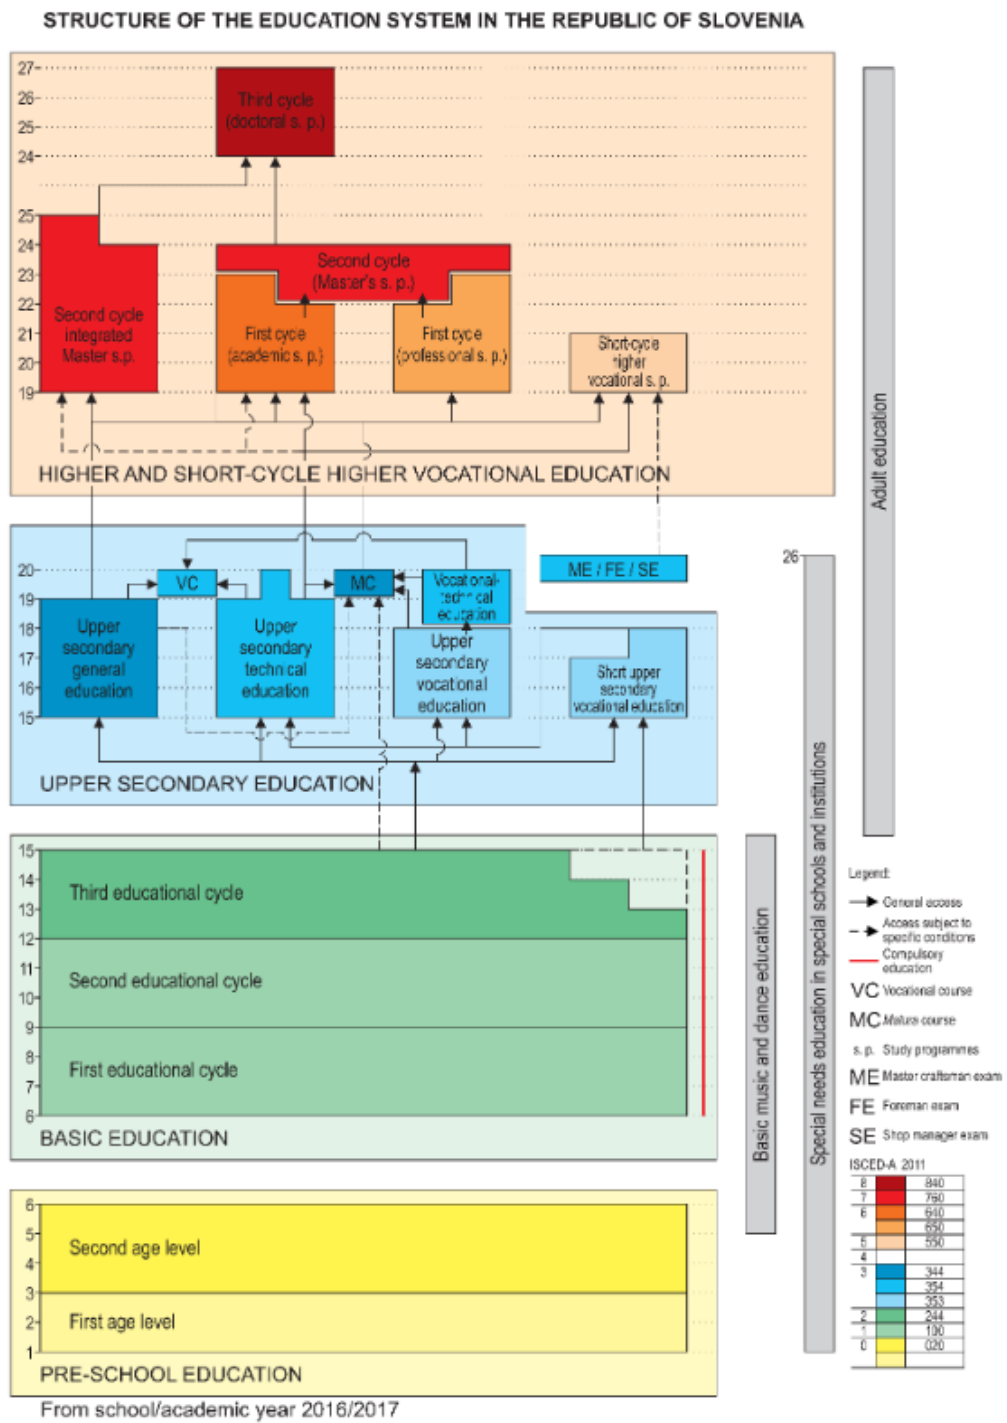 STRUCTURE OF THE EDUCATION SYSTEM IN THE REPUBLIC OF SLOVENIA
27
26
25
24
Third cycle
(doctoral s. p.)
25
24
23
22
21
20
19
Second cycle
integrated
Master s.p.
Second cycle
(Master's s. p.)
First cycle
(academic s. p.)
First cycle
(professional s. p.)
Short-cycle
higher
vocational s. p.
HIGHER AND SHORT-CYCLE HIGHER VOCATIONAL EDUCATION
20
19
18
17
16
15
VC
MC
Vocational-
technical
education
ME / FE / SE
Upper
secondary
general
education
Upper
secondary
technical
education
Upper
secondary
vocational
education
Short upper
secondary
vocational education
UPPER SECONDARY EDUCATION
15
14
13
12
11
10
9
8
7
6
Third educational cycle
Second educational cycle
First educational cycle
BASIC EDUCATION
6
5
4
3
2
1
Second age level
First age level
PRE-SCHOOL EDUCATION
From school/academic year 2016/2017
Basic music and dance education
26
Special needs education in special schools and institutions
Adult education
Legend:
General access
Access subject to
specific conditions
Compulsory
education
VC Vocational course
MC Matura course
s. p. Study programmes
ME Master craftsman exam
FE Foreman exam
SE Shop manager exam
ISCED-A 2011
8 840
7 760
6 640
650
5 550
4
3 344
354
353
2 244
1 100
0 020